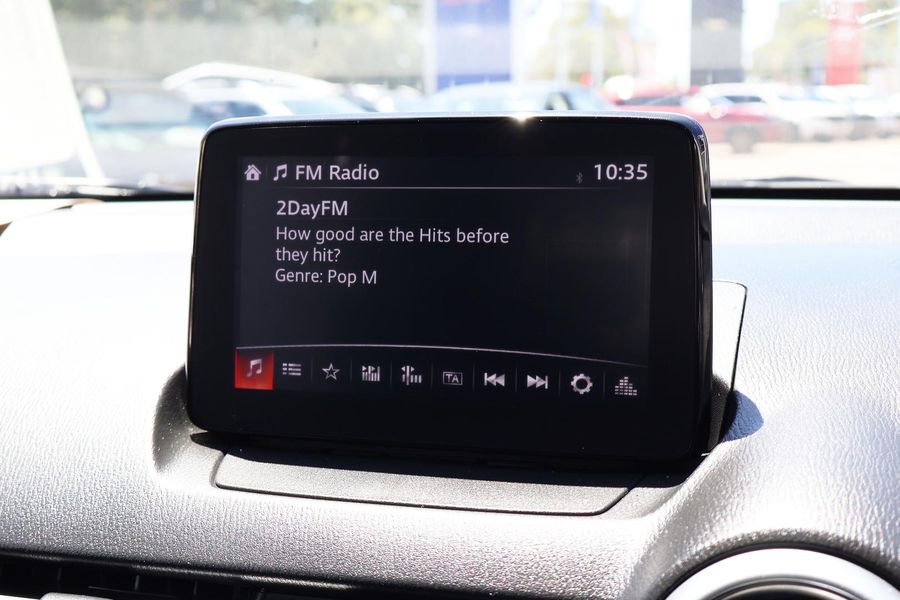 FM Radio 10:35
2DayFM
How good are the Hits before
they hit?
Genre: Pop M
TA